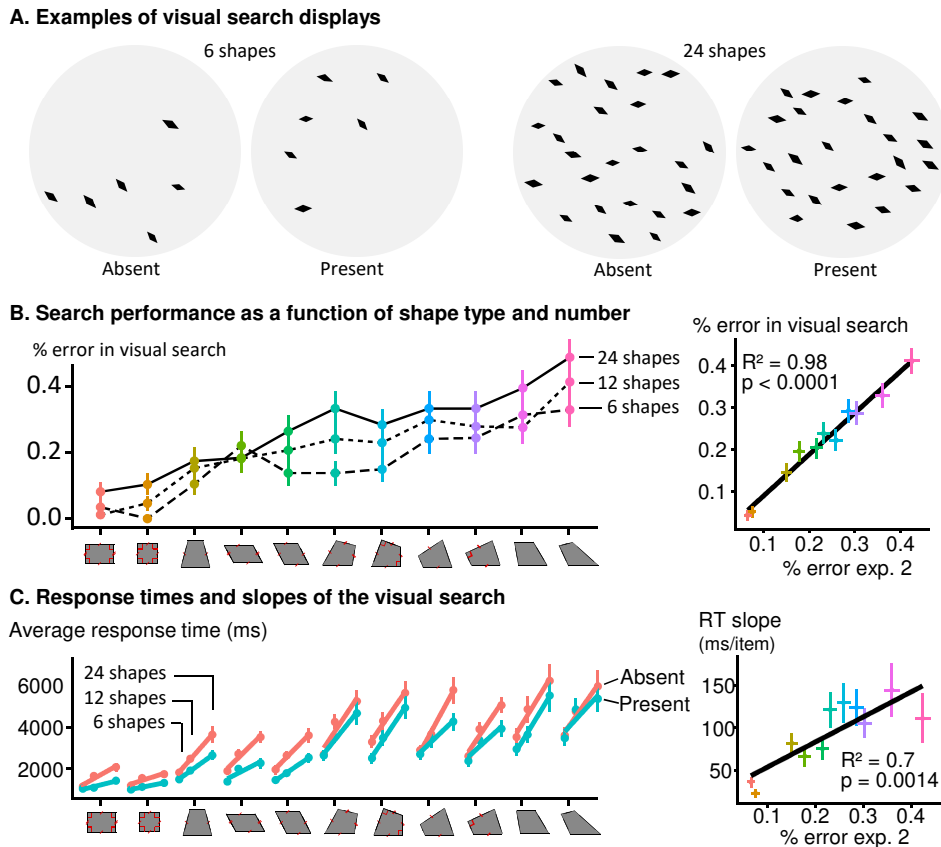 A. Examples of visual search displays
6 shapes
24 shapes
Absent
Present
Absent
Present
B. Search performance as a function of shape type and number
% error in visual search
0.4
0.2
0.0
24 shapes
12 shapes
6 shapes
% error in visual search
R² = 0.98
p < 0.0001
0.4
0.3
0.2
0.1
0.1 0.2 0.3 0.4
% error exp. 2
C. Response times and slopes of the visual search
Average response time (ms)
6000
4000
2000
24 shapes
12 shapes
6 shapes
Absent
Present
RT slope
(ms/item)
150
100
50
R² = 0.7
p = 0.0014
0.1 0.2 0.3 0.4
% error exp. 2